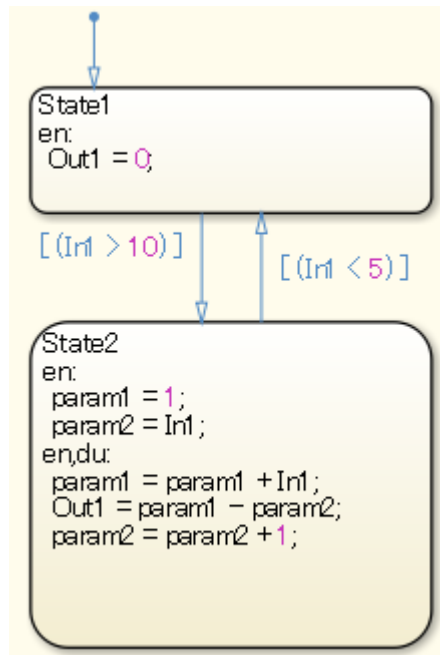 State1
en:
Out1 = 0;
[(In1 > 10)]
[(In1 < 5)]
State2
en:
param1 = 1;
param2 = In1;
en,du:
param1 = param1 + In1;
Out1 = param1 - param2;
param2 = param2 + 1;